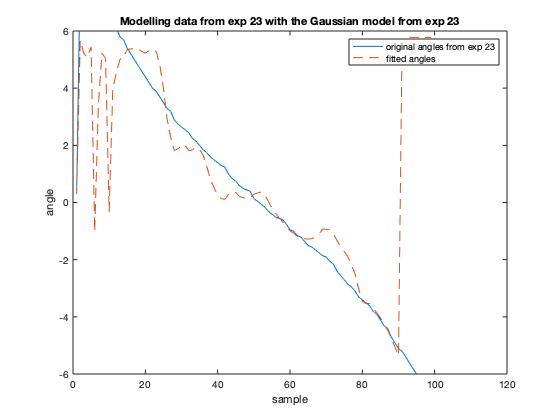 Modelling data from exp 23 with the Gaussian model from exp 23
original angles from exp 23
fitted angles
6
4
2
0
-2
-4
-6
angle
0
20
40
60
80
100
120
sample